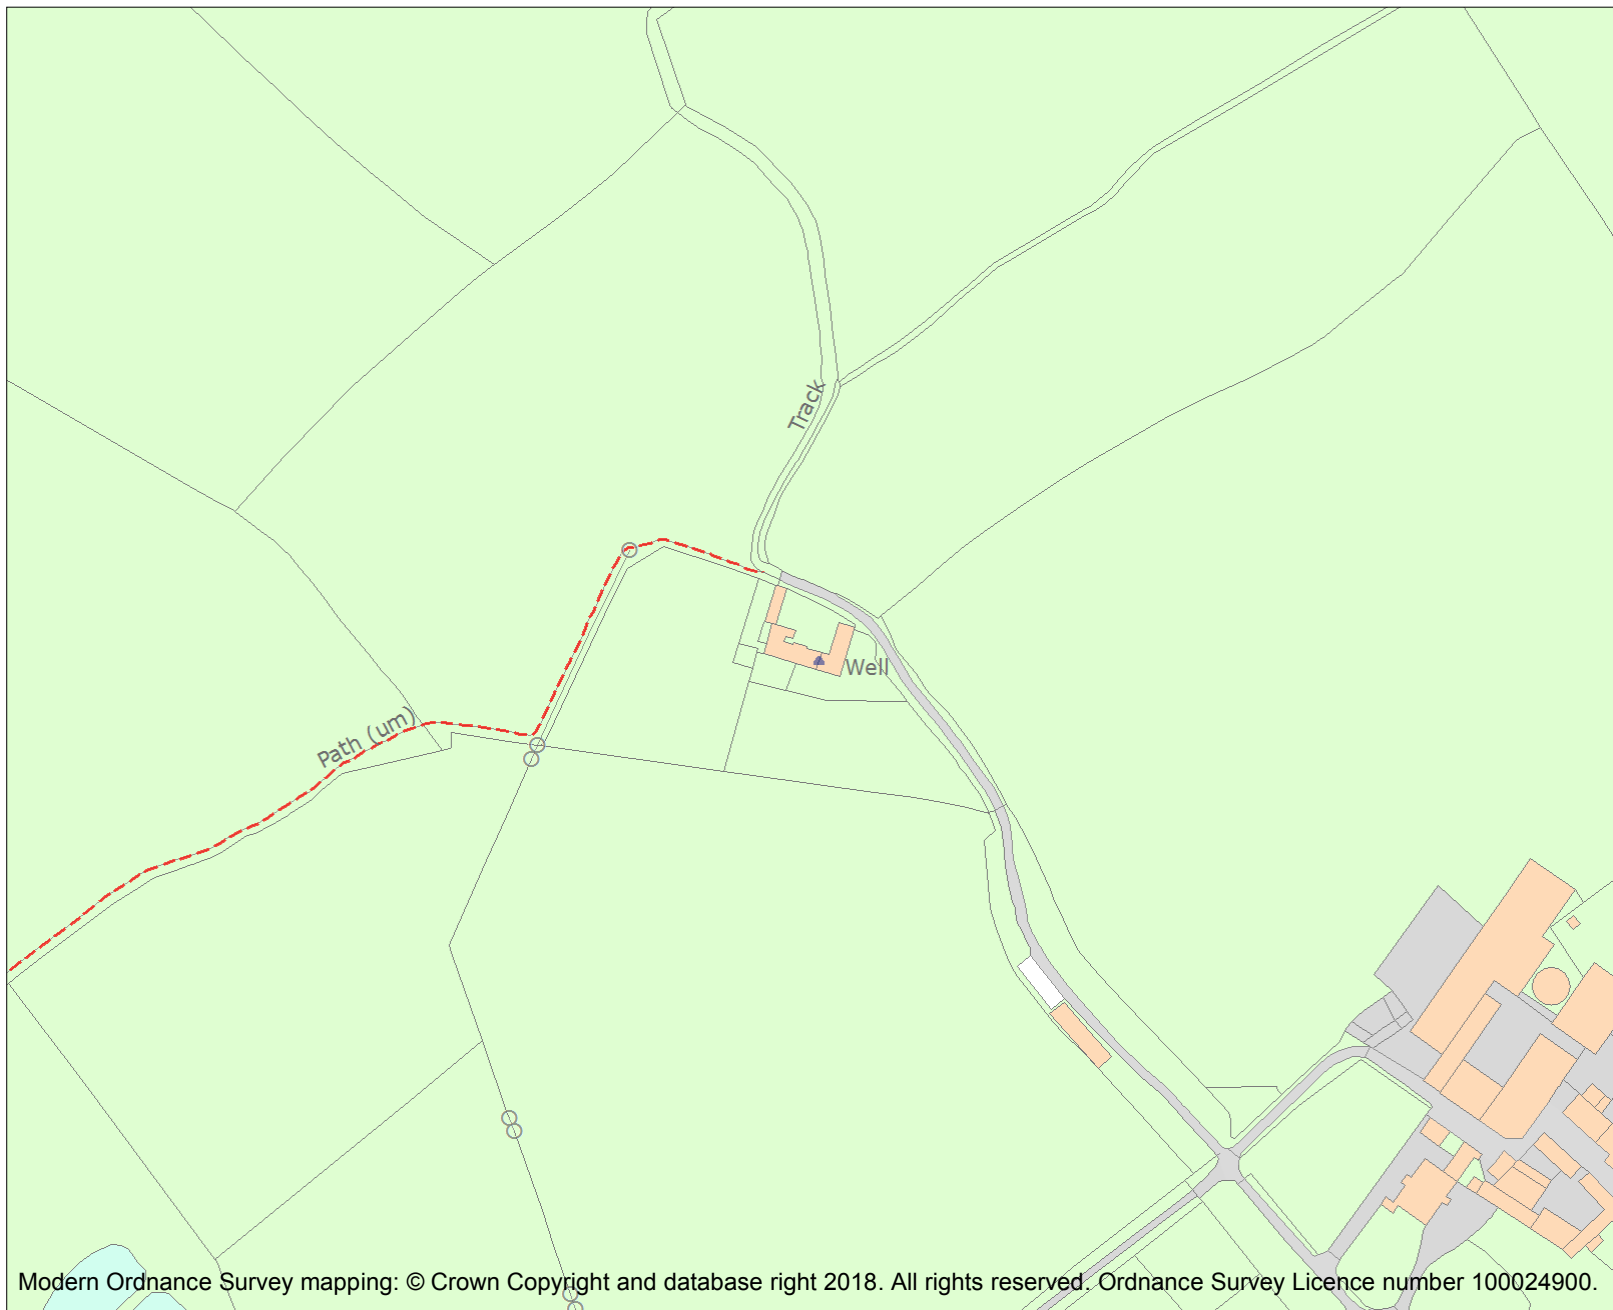 Track
Well
Path (um)
Modern Ordnance Survey mapping: © Crown Copyright and database right 2018. All rights reserved. Ordnance Survey Licence number 100024900.